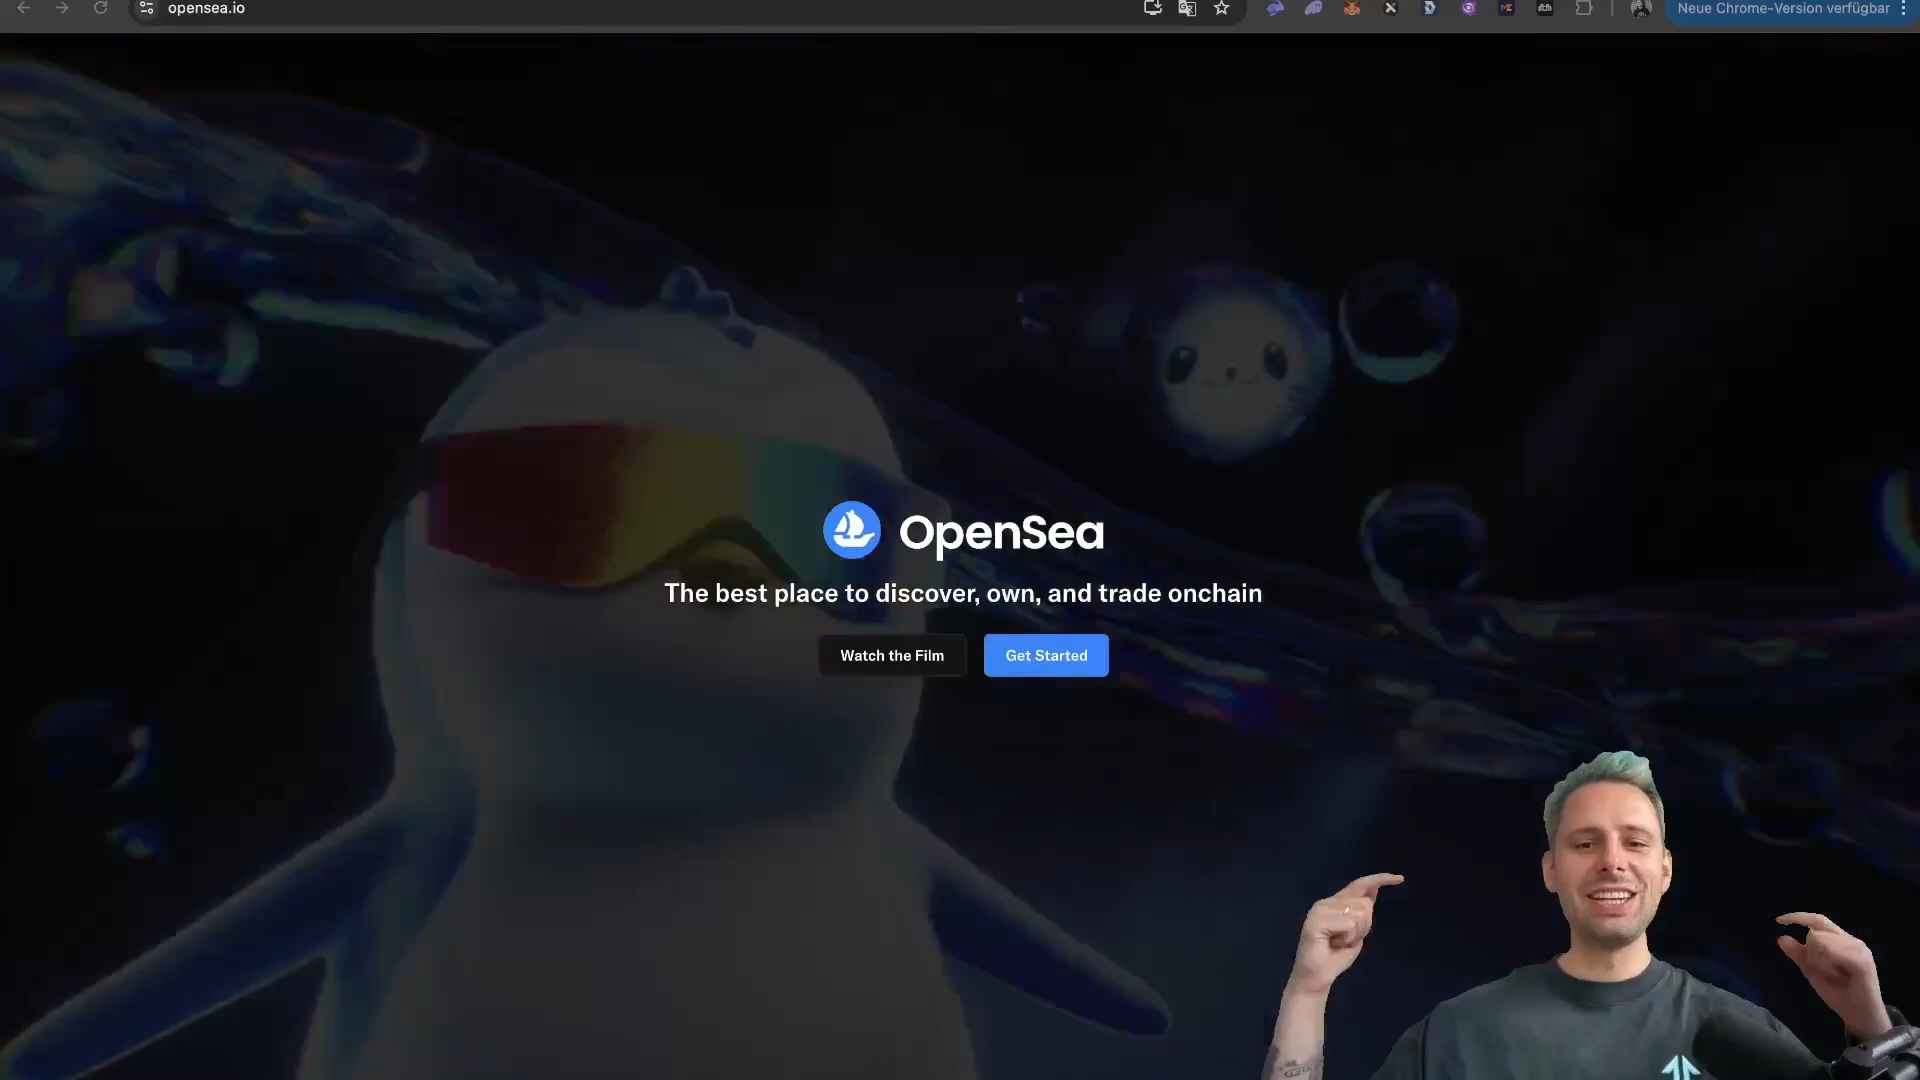 opensea.io
Neue Chrome-Version verfügbar
OpenSea
The best place to discover, own, and trade onchain
Watch the Film
Get Started